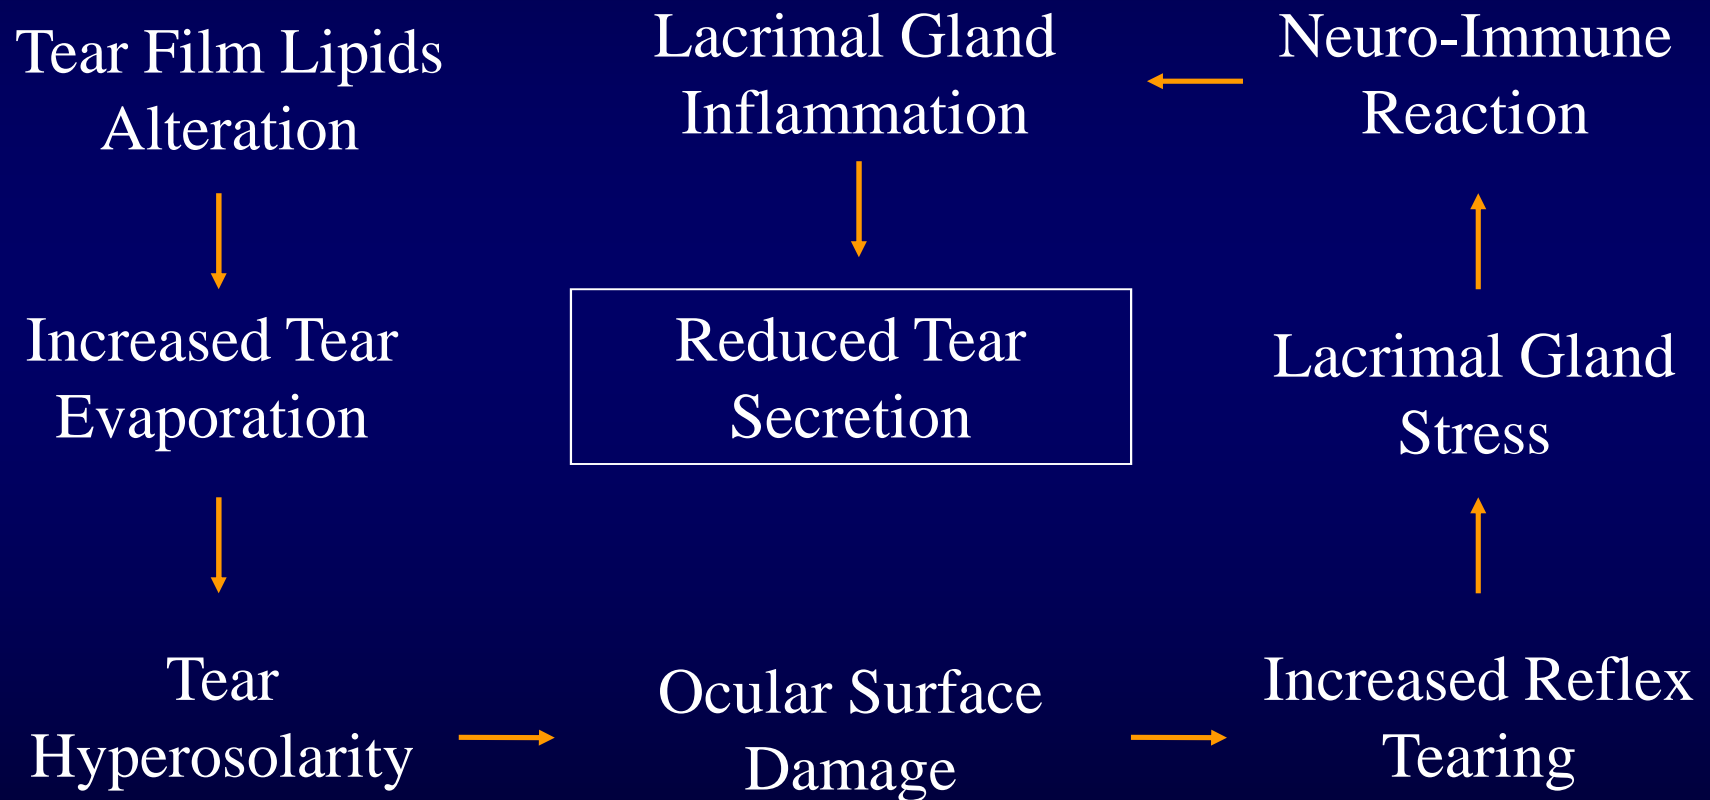 Tear Film Lipids
Alteration
Lacrimal Gland
Inflammation
Neuro-Immune
Reaction
Increased Tear
Evaporation
Reduced Tear
Secretion
Lacrimal Gland
Stress
Tear
Hyperosolarity
Ocular Surface
Damage
Increased Reflex
Tearing